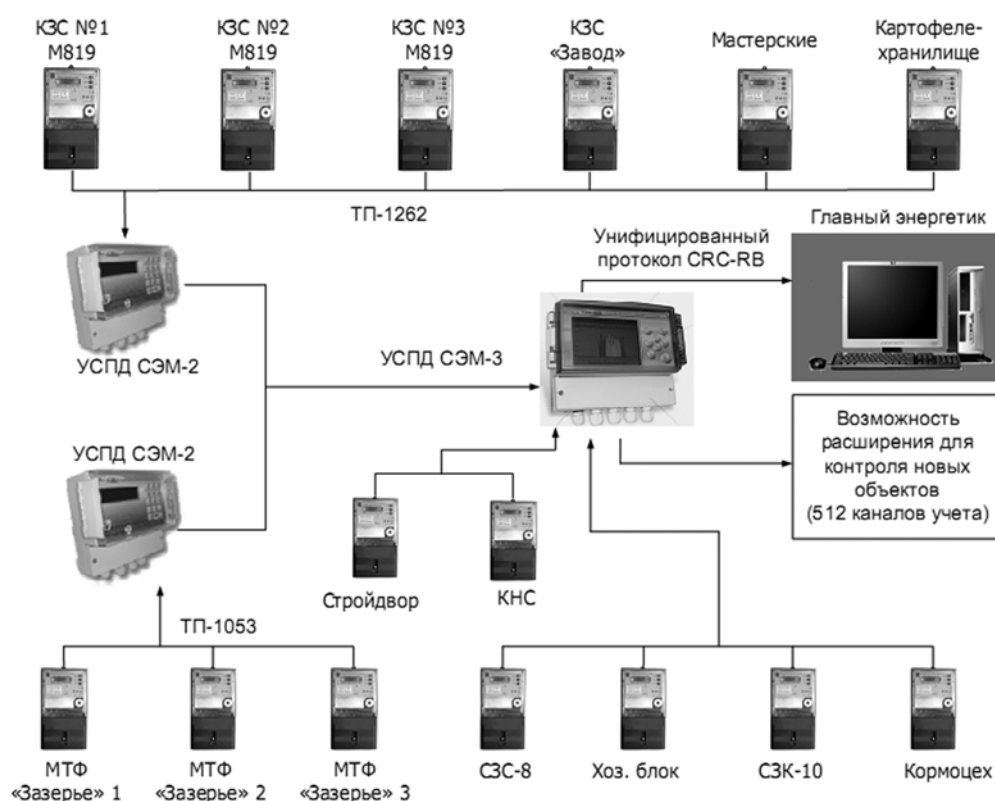 КЗС №1
М819
КЗС №2
М819
КЗС №3
М819
КЗС
«Завод»
Мастерские
Картофеле-
хранилище
ТП-1262
Унифицированный
протокол CRC-RB
Главный энергетик
УСПД СЭМ-2
УСПД СЭМ-3
УСПД СЭМ-2
Возможность
расширения для
контроля новых
объектов
(512 каналов учета)
Стройдвор
КНС
ТП-1053
МТФ
«Зазерье» 1
МТФ
«Зазерье» 2
МТФ
«Зазерье» 3
СЗС-8
Хоз. блок
СЗК-10
Кормоцех